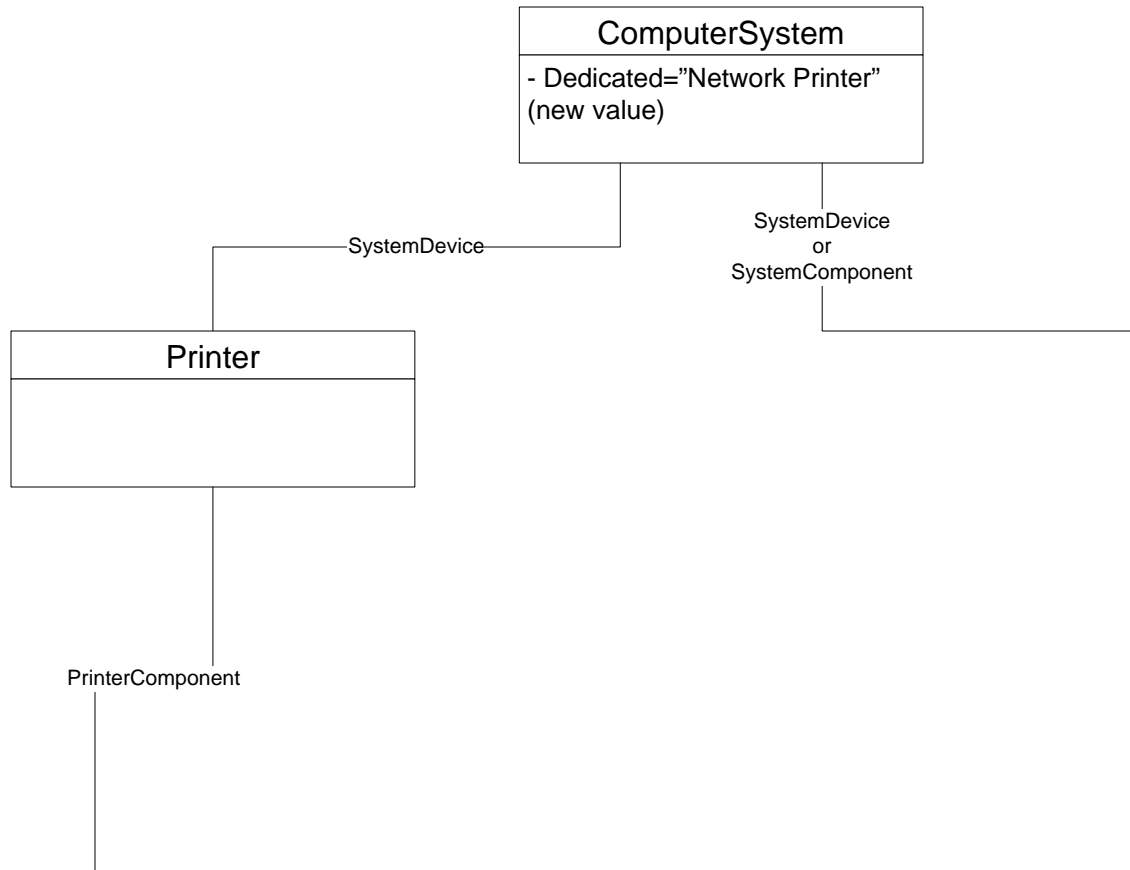 ComputerSystem
- Dedicated=”Network Printer”
(new value)
SystemDevice
SystemDevice
or
SystemComponent
Printer
PrinterComponent